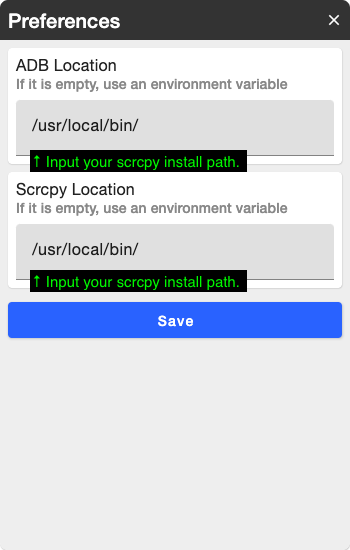 Preferences ×
ADB Location
If it is empty, use an environment variable
/usr/local/bin/
↑ Input your scrcpy install path.
Scrcpy Location
If it is empty, use an environment variable
/usr/local/bin/
↑ Input your scrcpy install path.
Save